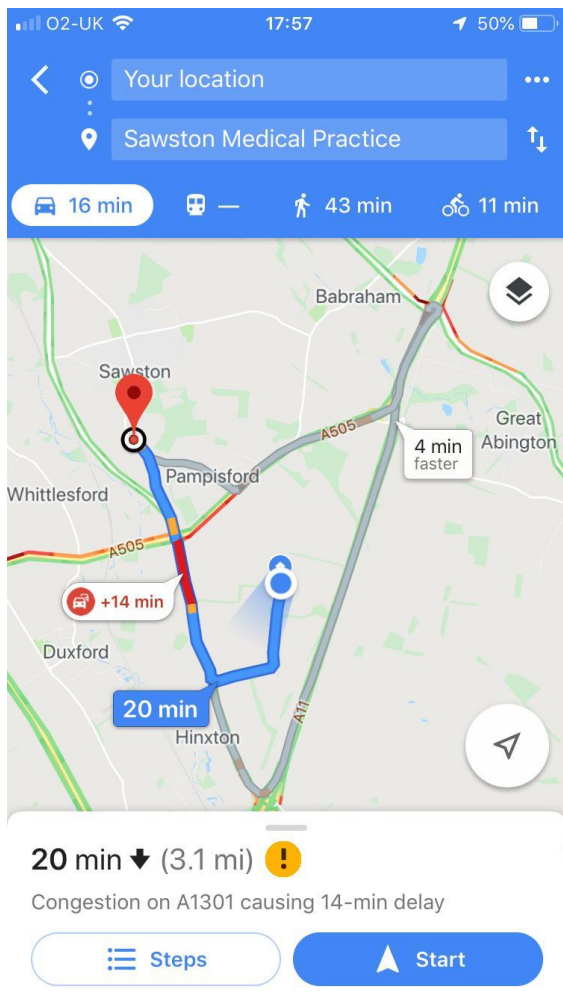 O2-UK
17:57
50%
Your location
Sawston Medical Practice
16 min
—
43 min
11 min
Babraham
Sawston
A505
4 min
faster
Great
Abington
Pampisford
Whittlesford
A505
+14 min
Duxford
20 min
A11
Hinxton
20 min (3.1 mi)
Congestion on A1301 causing 14-min delay
Steps
Start